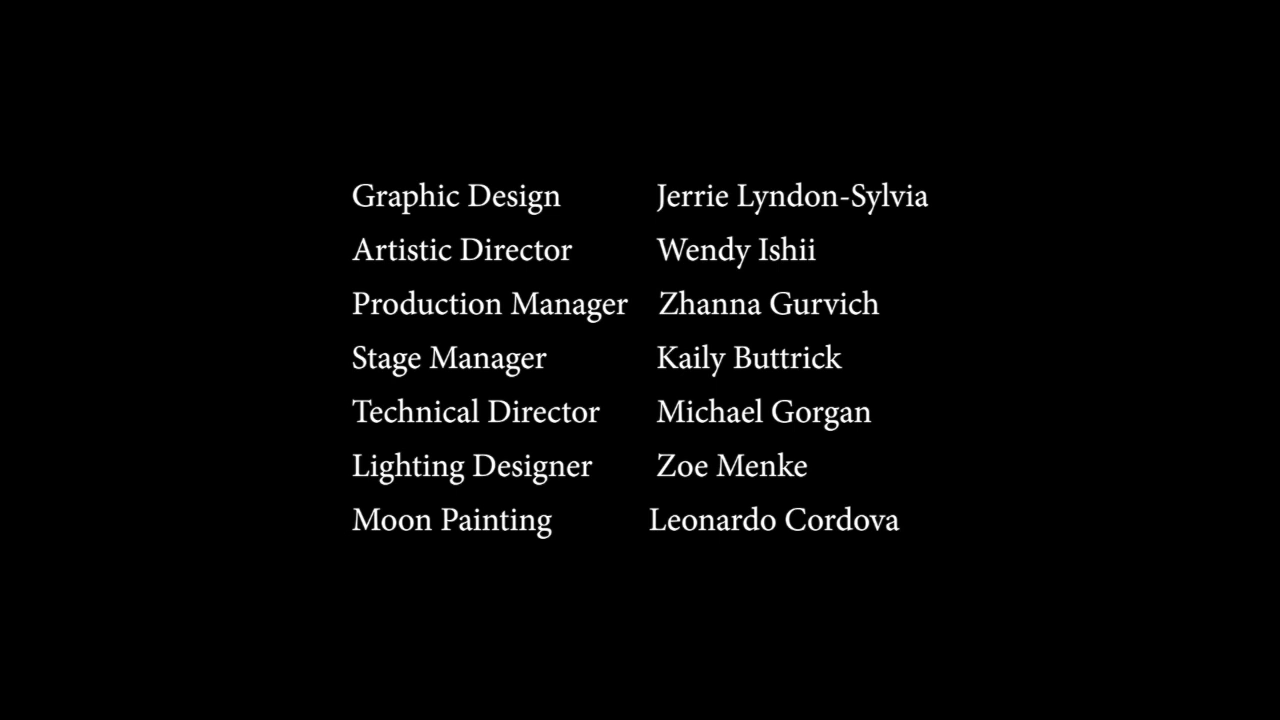 Graphic Design Jerrie Lyndon-Sylvia
Artistic Director Wendy Ishii
Production Manager Zhanna Gurvich
Stage Manager Kaily Buttrick
Technical Director Michael Gorgan
Lighting Designer Zoe Menke
Moon Painting Leonardo Cordova